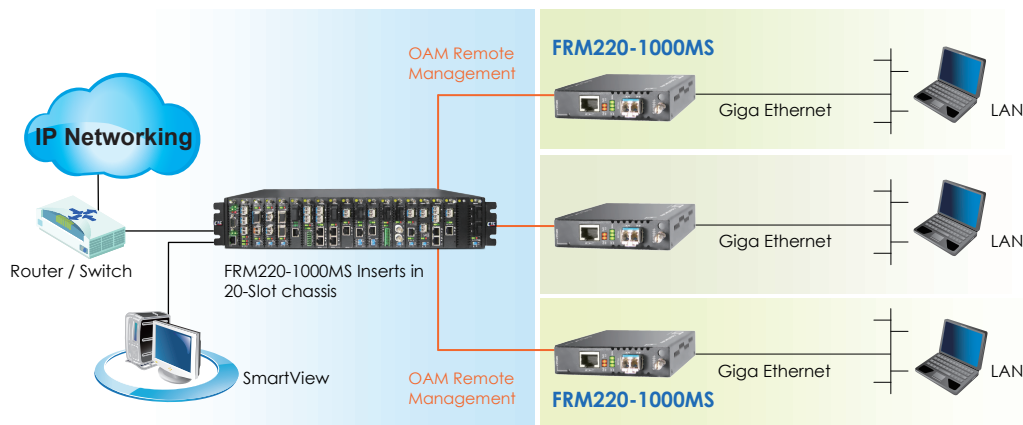 OAM Remote
Management
FRM220-1000MS
Giga Ethernet
LAN
IP Networking
Giga Ethernet
LAN
Router / Switch
FRM220-1000MS Inserts in
20-Slot chassis
SmartView
OAM Remote
Management
Giga Ethernet
LAN
FRM220-1000MS